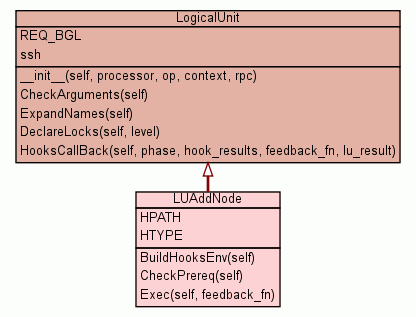 LogicalUnit
REQ_BGL
ssh
__init__(self, processor, op, context, rpc)
CheckArguments(self)
ExpandNames(self)
DeclareLocks(self, level)
HooksCallBack(self, phase, hook_results, feedback_fn, lu_result)
LUAddNode
HPATH
HTYPE
BuildHooksEnv(self)
CheckPrereq(self)
Exec(self, feedback_fn)